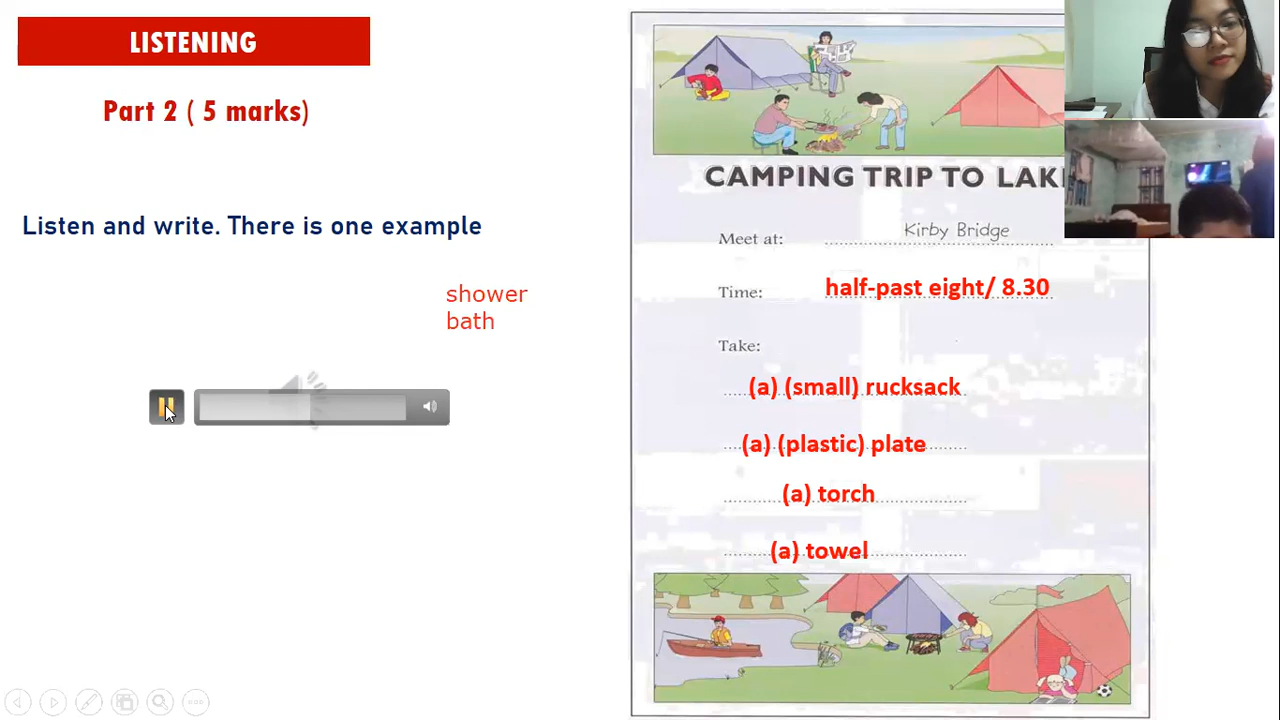 LISTENING
Part 2 ( 5 marks)
Listen and write. There is one example
shower
bath
CAMPING TRIP TO
Meet at: Kirby Bridge
Time: half-past eight/ 8.30
Take:
(a) (small) rucksack
(a) (plastic) plate
(a) torch
(a) towel